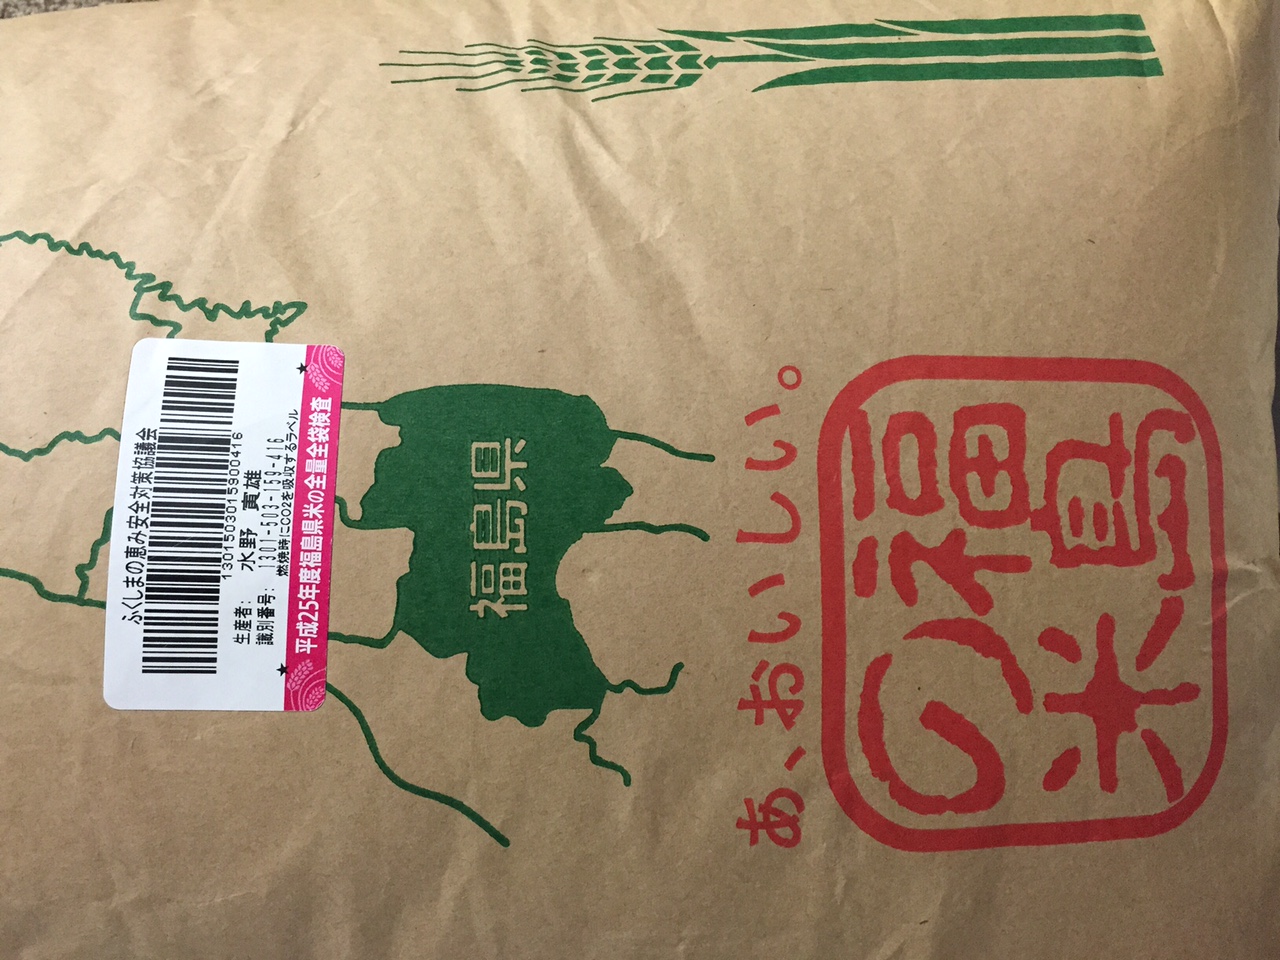 ふくしまの恵み安全対策協議会
1301503015900416
生産者: 水野 寅雄
識別番号: 1301-503-159-416
燃焼時にCO2を吸収するラベル
平成25年度福島県米の全量全袋検査
福島県
あ、おいしい。
福島
の米